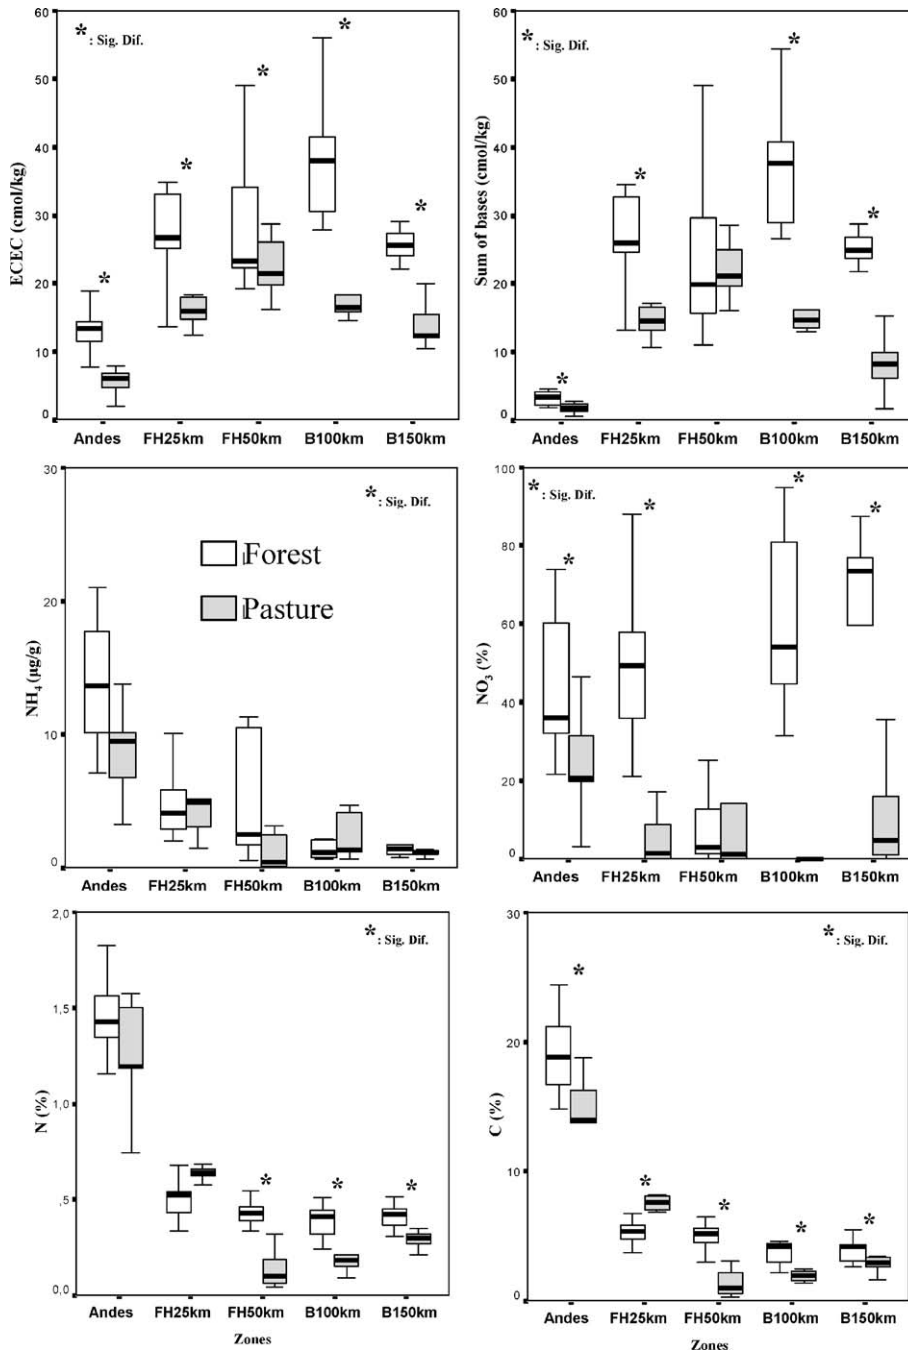 60
50
40
30
20
10
0
ECEC (cmol/kg)
* : Sig. Dif.
*
*
*
*
*
Andes FH25km FH50km B100km B150km
60
50
40
30
20
10
0
Sum of bases (cmol/kg)
* : Sig. Dif.
*
*
*
*
Andes FH25km FH50km B100km B150km
30
20
10
0
NH4 (µg/g)
* : Sig. Dif.
Forest
Pasture
Andes FH25km FH50km B100km B150km
100
80
60
40
20
0
NO3 (%)
* : Sig. Dif.
*
*
*
*
Andes FH25km FH50km B100km B150km
2,0
1,5
1,0
,5
0,0
N (%)
* : Sig. Dif.
*
*
*
Andes FH25km FH50km B100km B150km
Zones
30
20
10
0
C (%)
* : Sig. Dif.
*
*
*
*
*
Andes FH25km FH50km B100km B150km
Zones